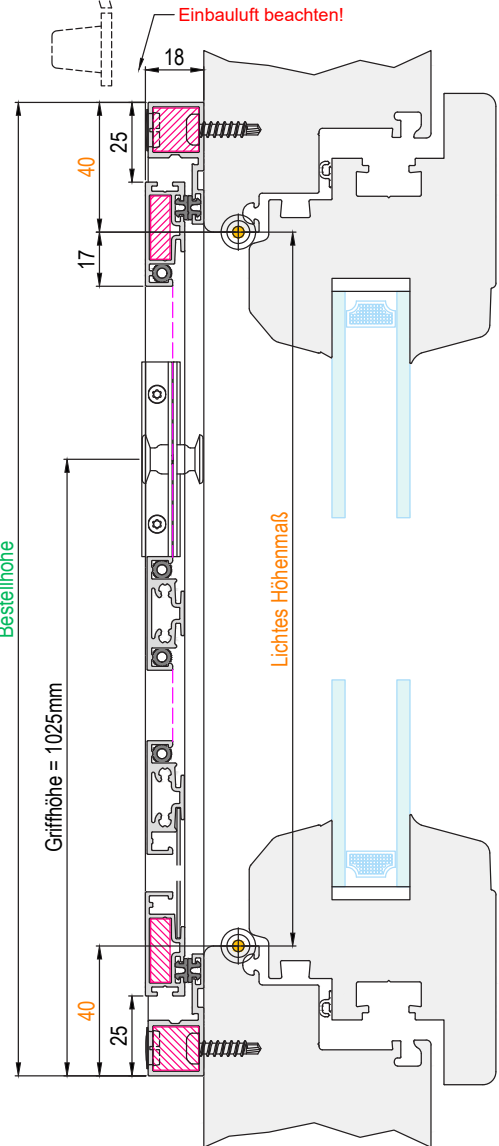 Einbauluft beachten!
18
25
40
17
Lichtes Höhenmaß
Bestellhöhe
Griffhöhe = 1025mm
40
25